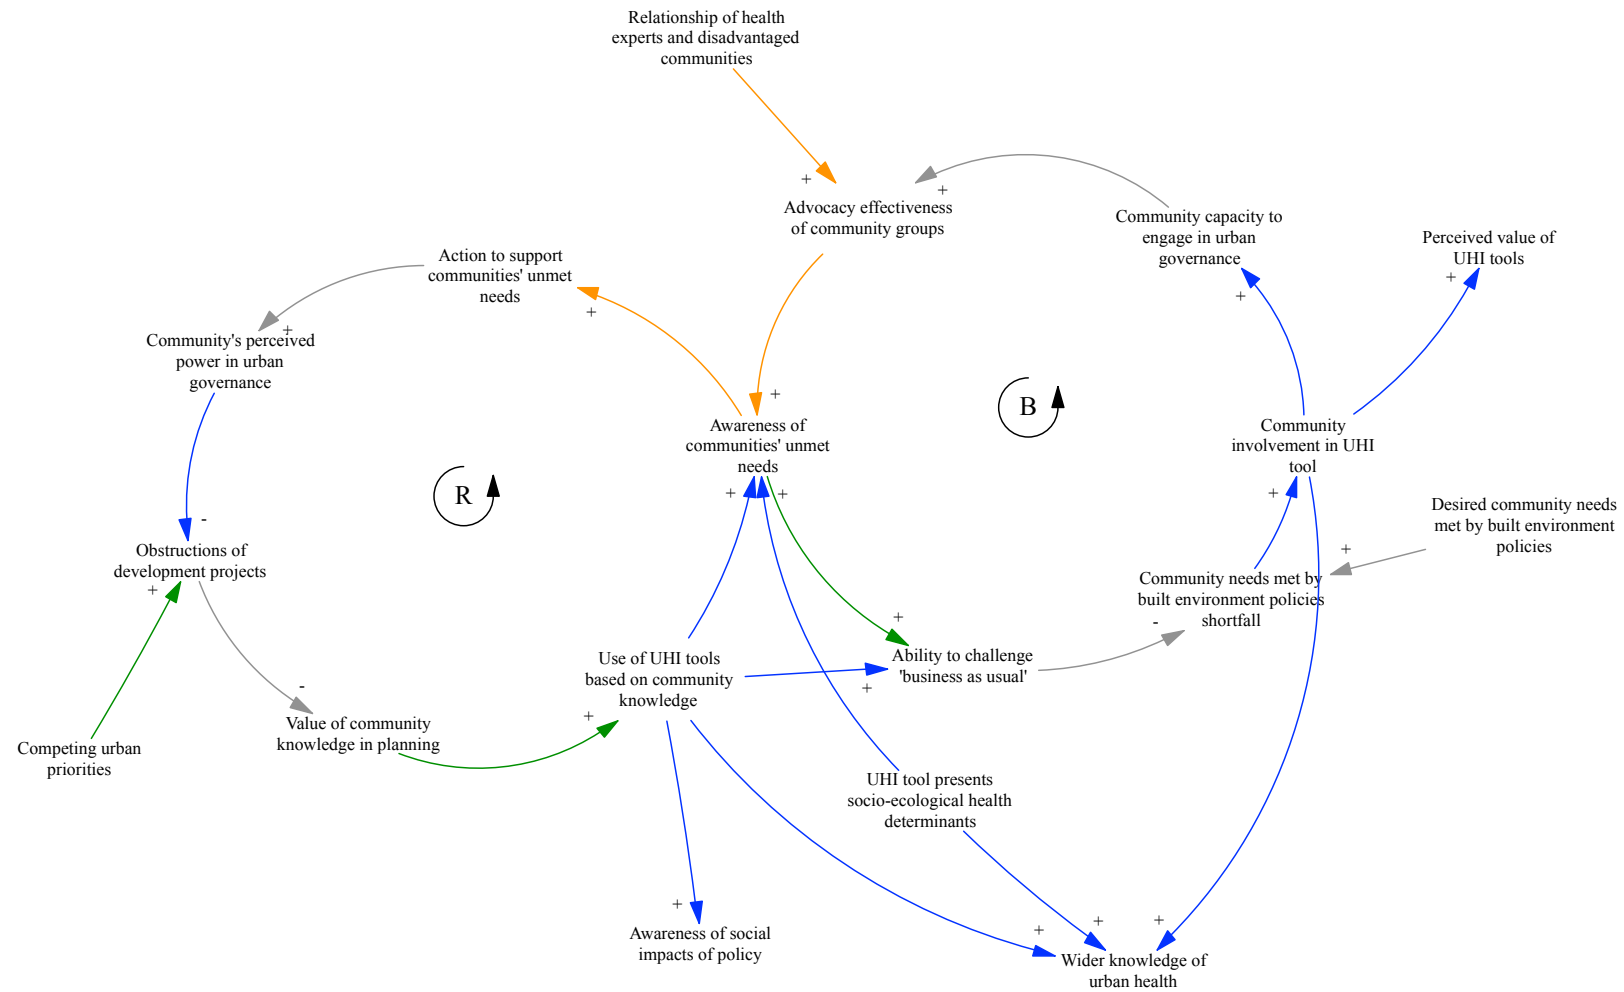 Relationship of health
experts and disadvantaged
communities
+
+
Advocacy effectiveness
of community groups
Community capacity to
engage in urban
governance
+
Perceived value of
UHI tools
+
Action to support
communities' unmet
needs
+
+
Community's perceived
power in urban
governance
+
Awareness of
communities' unmet
needs
+
+
B
R
Community
involvement in UHI
tool
+
Desired community needs
met by built environment
policies
+
-
Obstructions of
development projects
+
Community needs met by
built environment policies
shortfall
-
+
Ability to challenge
'business as usual'
+
Use of UHI tools
based on community
knowledge
+
-
Value of community
knowledge in planning
Competing urban
priorities
UHI tool presents
socio-ecological health
determinants
+
Awareness of social
impacts of policy
+
+
+
Wider knowledge of
urban health